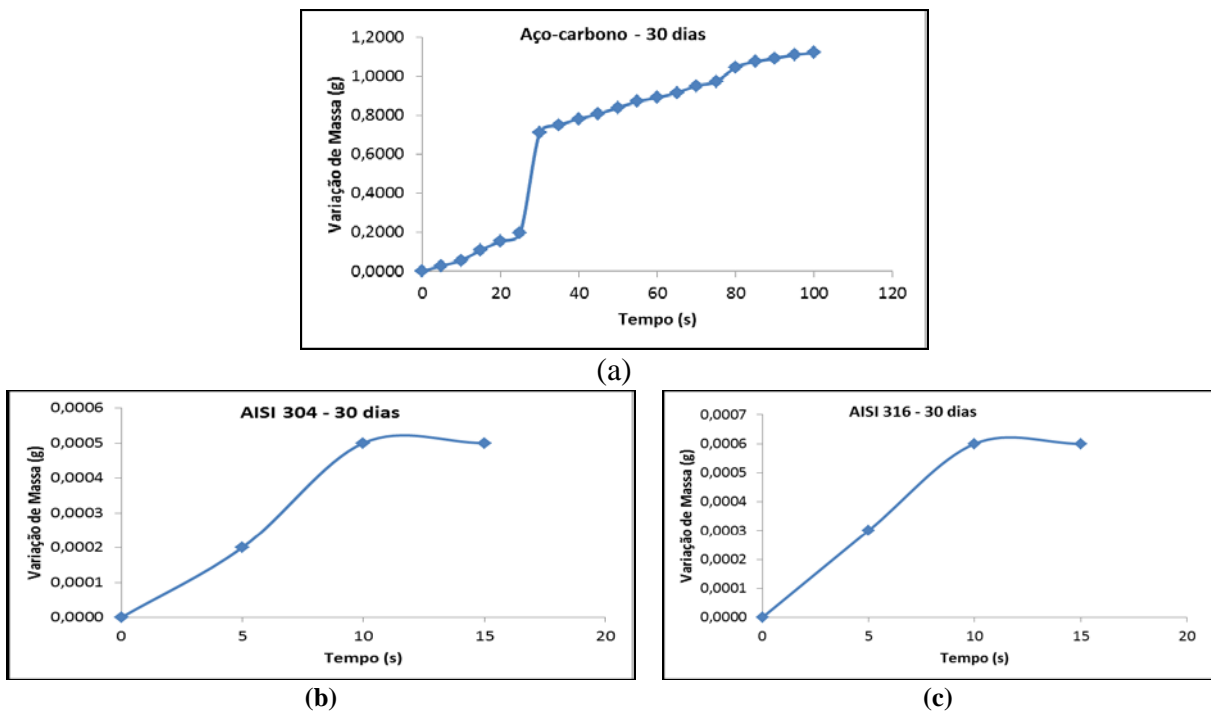 Aço-carbono - 30 dias
Variação de Massa (g)
1,2000
1,0000
0,8000
0,6000
0,4000
0,2000
0,0000
0 20 40 60 80 100 120
Tempo (s)
(a)
AISI 304 - 30 dias
Variação de Massa (g)
0,0006
0,0005
0,0004
0,0003
0,0002
0,0001
0,0000
0 5 10 15 20
Tempo (s)
(b)
AISI 316 - 30 dias
Variação de Massa (g)
0,0007
0,0006
0,0005
0,0004
0,0003
0,0002
0,0001
0,0000
0 5 10 15 20
Tempo (s)
(c)